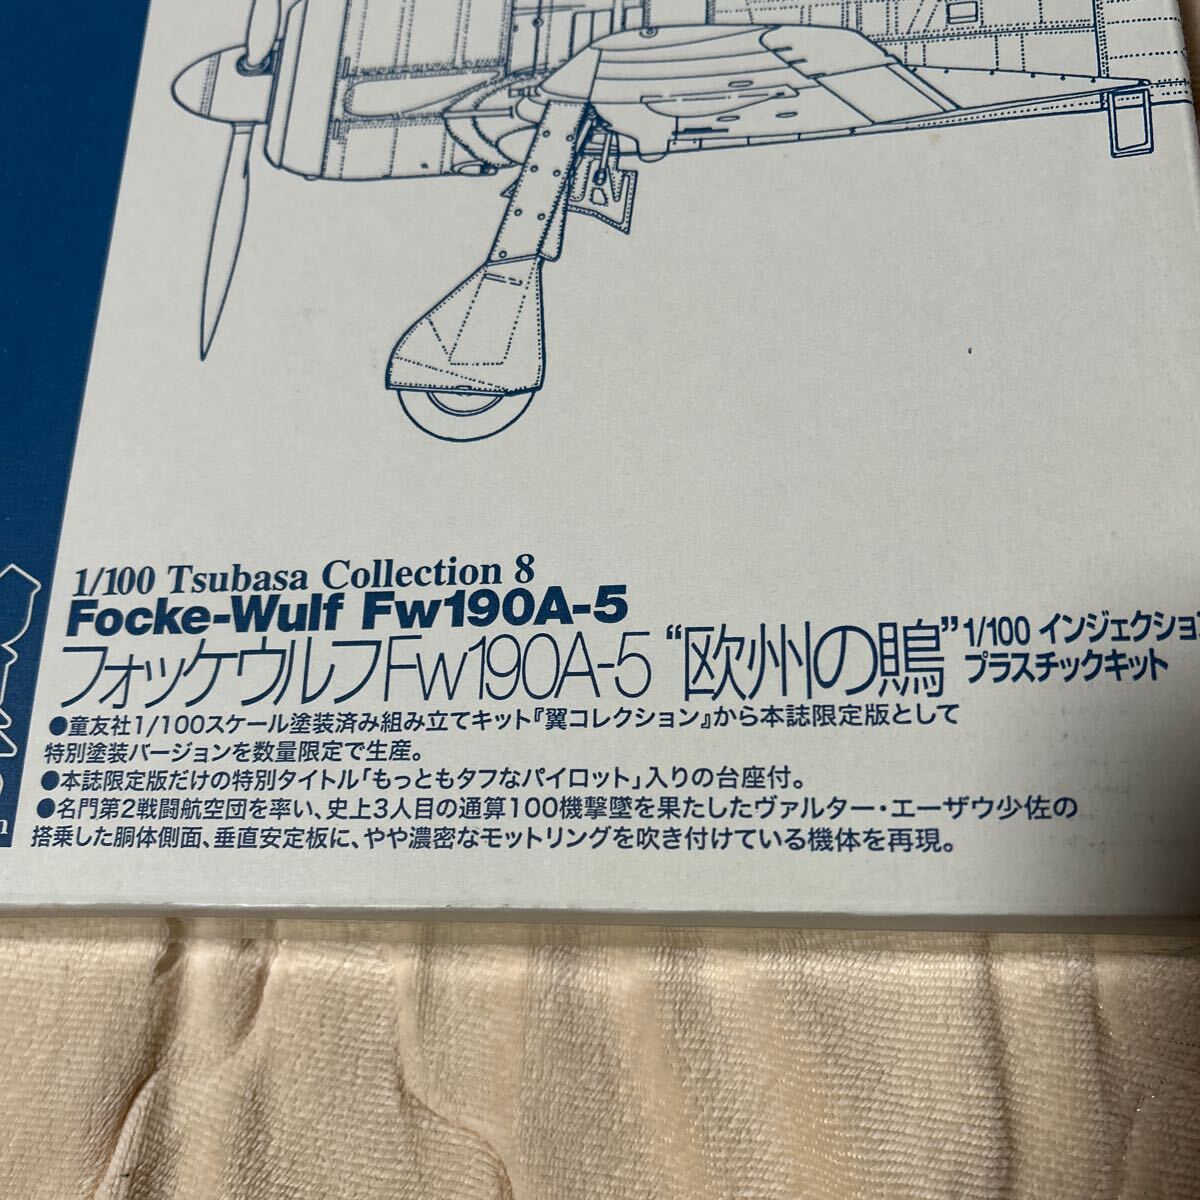 1/100 Tsubasa Collection 8
Focke-Wulf Fw190A-5
フォッケウルフFw190A-5 “欧州の鵙” 1/100 インジェクション
プラスチックキット
●童友社1/100スケール塗装済み組み立てキット『翼コレクション』から本誌限定版として
特別塗装バージョンを数量限定で生産。
●本誌限定版だけの特別タイトル「もっともタフなパイロット」入りの台座付。
●名門第2戦闘航空団を率い、史上3人目の通算100機撃墜を果たしたヴァルター・エーザウ少佐の
搭乗した胴体側面、垂直安定板に、やや濃密なモットリングを吹き付けている機体を再現。